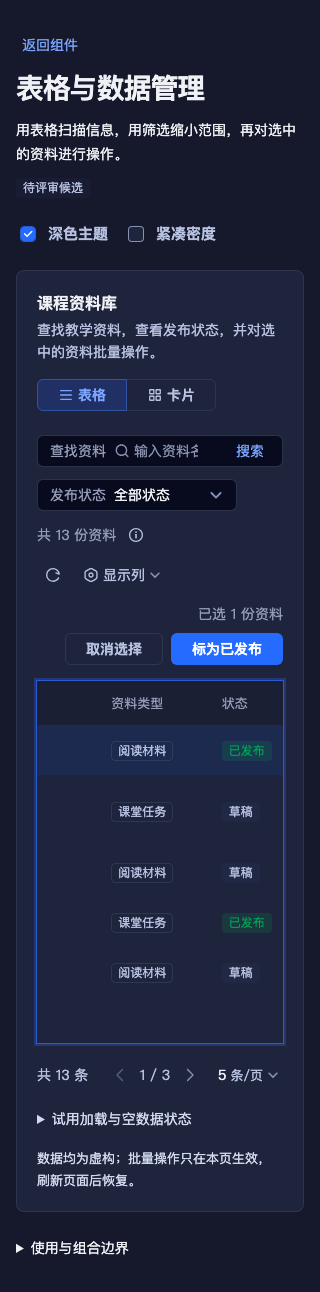 返回组件
表格与数据管理
用表格扫描信息，用筛选缩小范围，再对选中
的资料进行操作。
待评审候选
深色主题 紧凑密度
课程资料库
查找教学资料，查看发布状态，并对选
中的资料批量操作。
表格 卡片
查找资料 输入资料 搜索
发布状态 全部状态
共 13 份资料
显示列
已选 1 份资料
取消选择 标为已发布
资料类型 状态
阅读材料 已发布
课堂任务 草稿
阅读材料 草稿
课堂任务 已发布
阅读材料 草稿
共 13 条 1 / 3 5 条/页
试用加载与空数据状态
数据均为虚构；批量操作只在本页生效，
刷新页面后恢复。
使用与组合边界